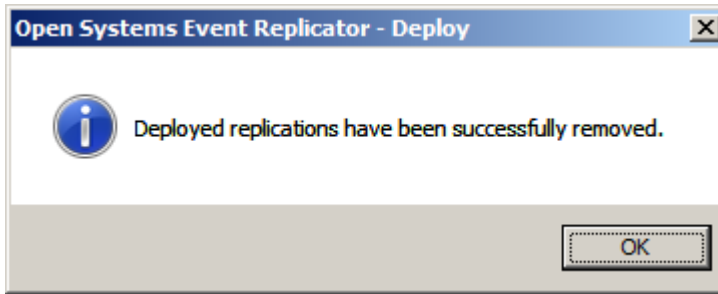 Open Systems Event Replicator - Deploy
Deployed replications have been successfully removed.
OK